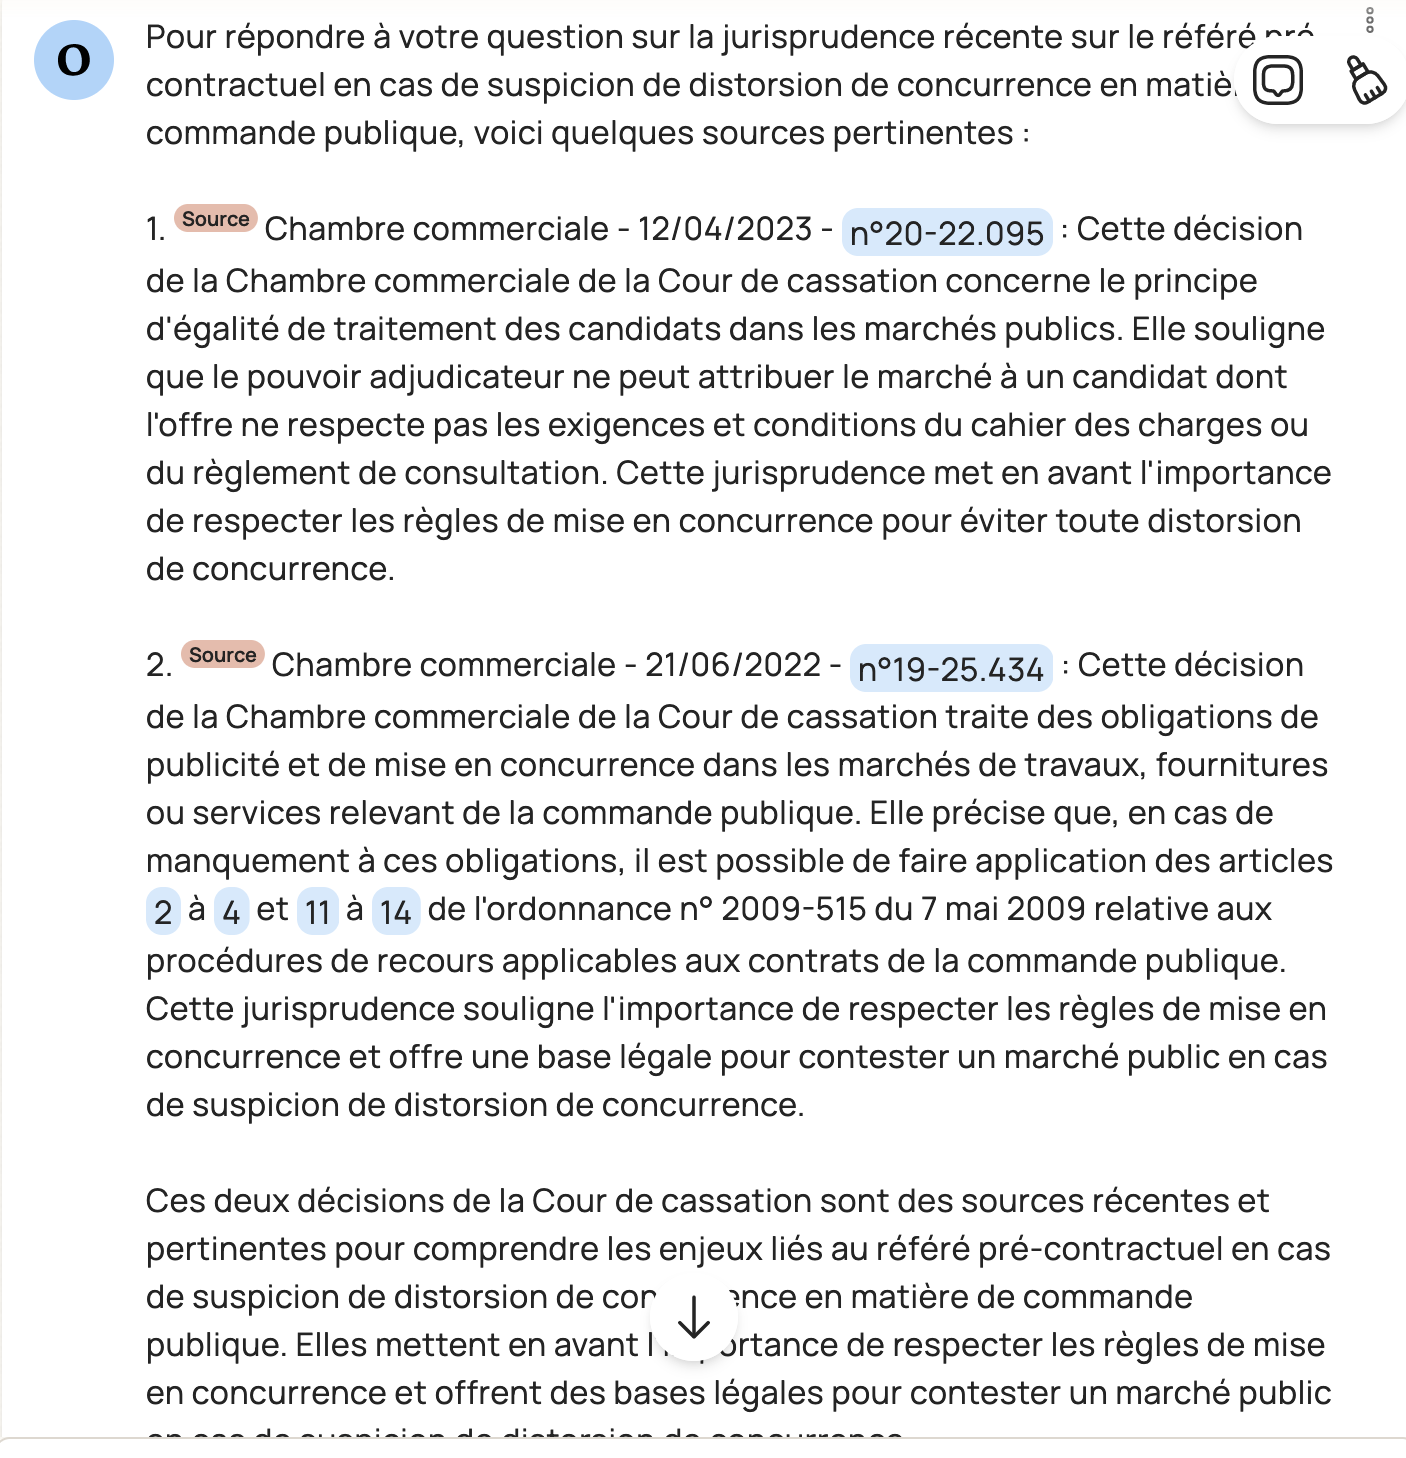 O
Pour répondre à votre question sur la jurisprudence récente sur le référé
contractuel en cas de suspicion de distorsion de concurrence en
commande publique, voici quelques sources pertinentes :
1. Source Chambre commerciale - 12/04/2023 - n°20-22.095 : Cette décision
de la Chambre commerciale de la Cour de cassation concerne le principe
d'égalité de traitement des candidats dans les marchés publics. Elle souligne
que le pouvoir adjudicateur ne peut attribuer le marché à un candidat dont
l'offre ne respecte pas les exigences et conditions du cahier des charges ou
du règlement de consultation. Cette jurisprudence met en avant l'importance
de respecter les règles de mise en concurrence pour éviter toute distorsion
de concurrence.
2. Source Chambre commerciale - 21/06/2022 - n°19-25.434 : Cette décision
de la Chambre commerciale de la Cour de cassation traite des obligations de
publicité et de mise en concurrence dans les marchés de travaux, fournitures
ou services relevant de la commande publique. Elle précise que, en cas de
manquement à ces obligations, il est possible de faire application des articles
2 à 4 et 11 à 14 de l'ordonnance n° 2009-515 du 7 mai 2009 relative aux
procédures de recours applicables aux contrats de la commande publique.
Cette jurisprudence souligne l'importance de respecter les règles de mise en
concurrence et offre une base légale pour contester un marché public en cas
de suspicion de distorsion de concurrence.
Ces deux décisions de la Cour de cassation sont des sources récentes et
pertinentes pour comprendre les enjeux liés au référé pré-contractuel en cas
de suspicion de distorsion de en matière de commande
publique. Elles mettent en avant de respecter les règles de mise
en concurrence et offrent des bases légales pour contester un marché public
en cas de suspicion de distorsion de concurrence.